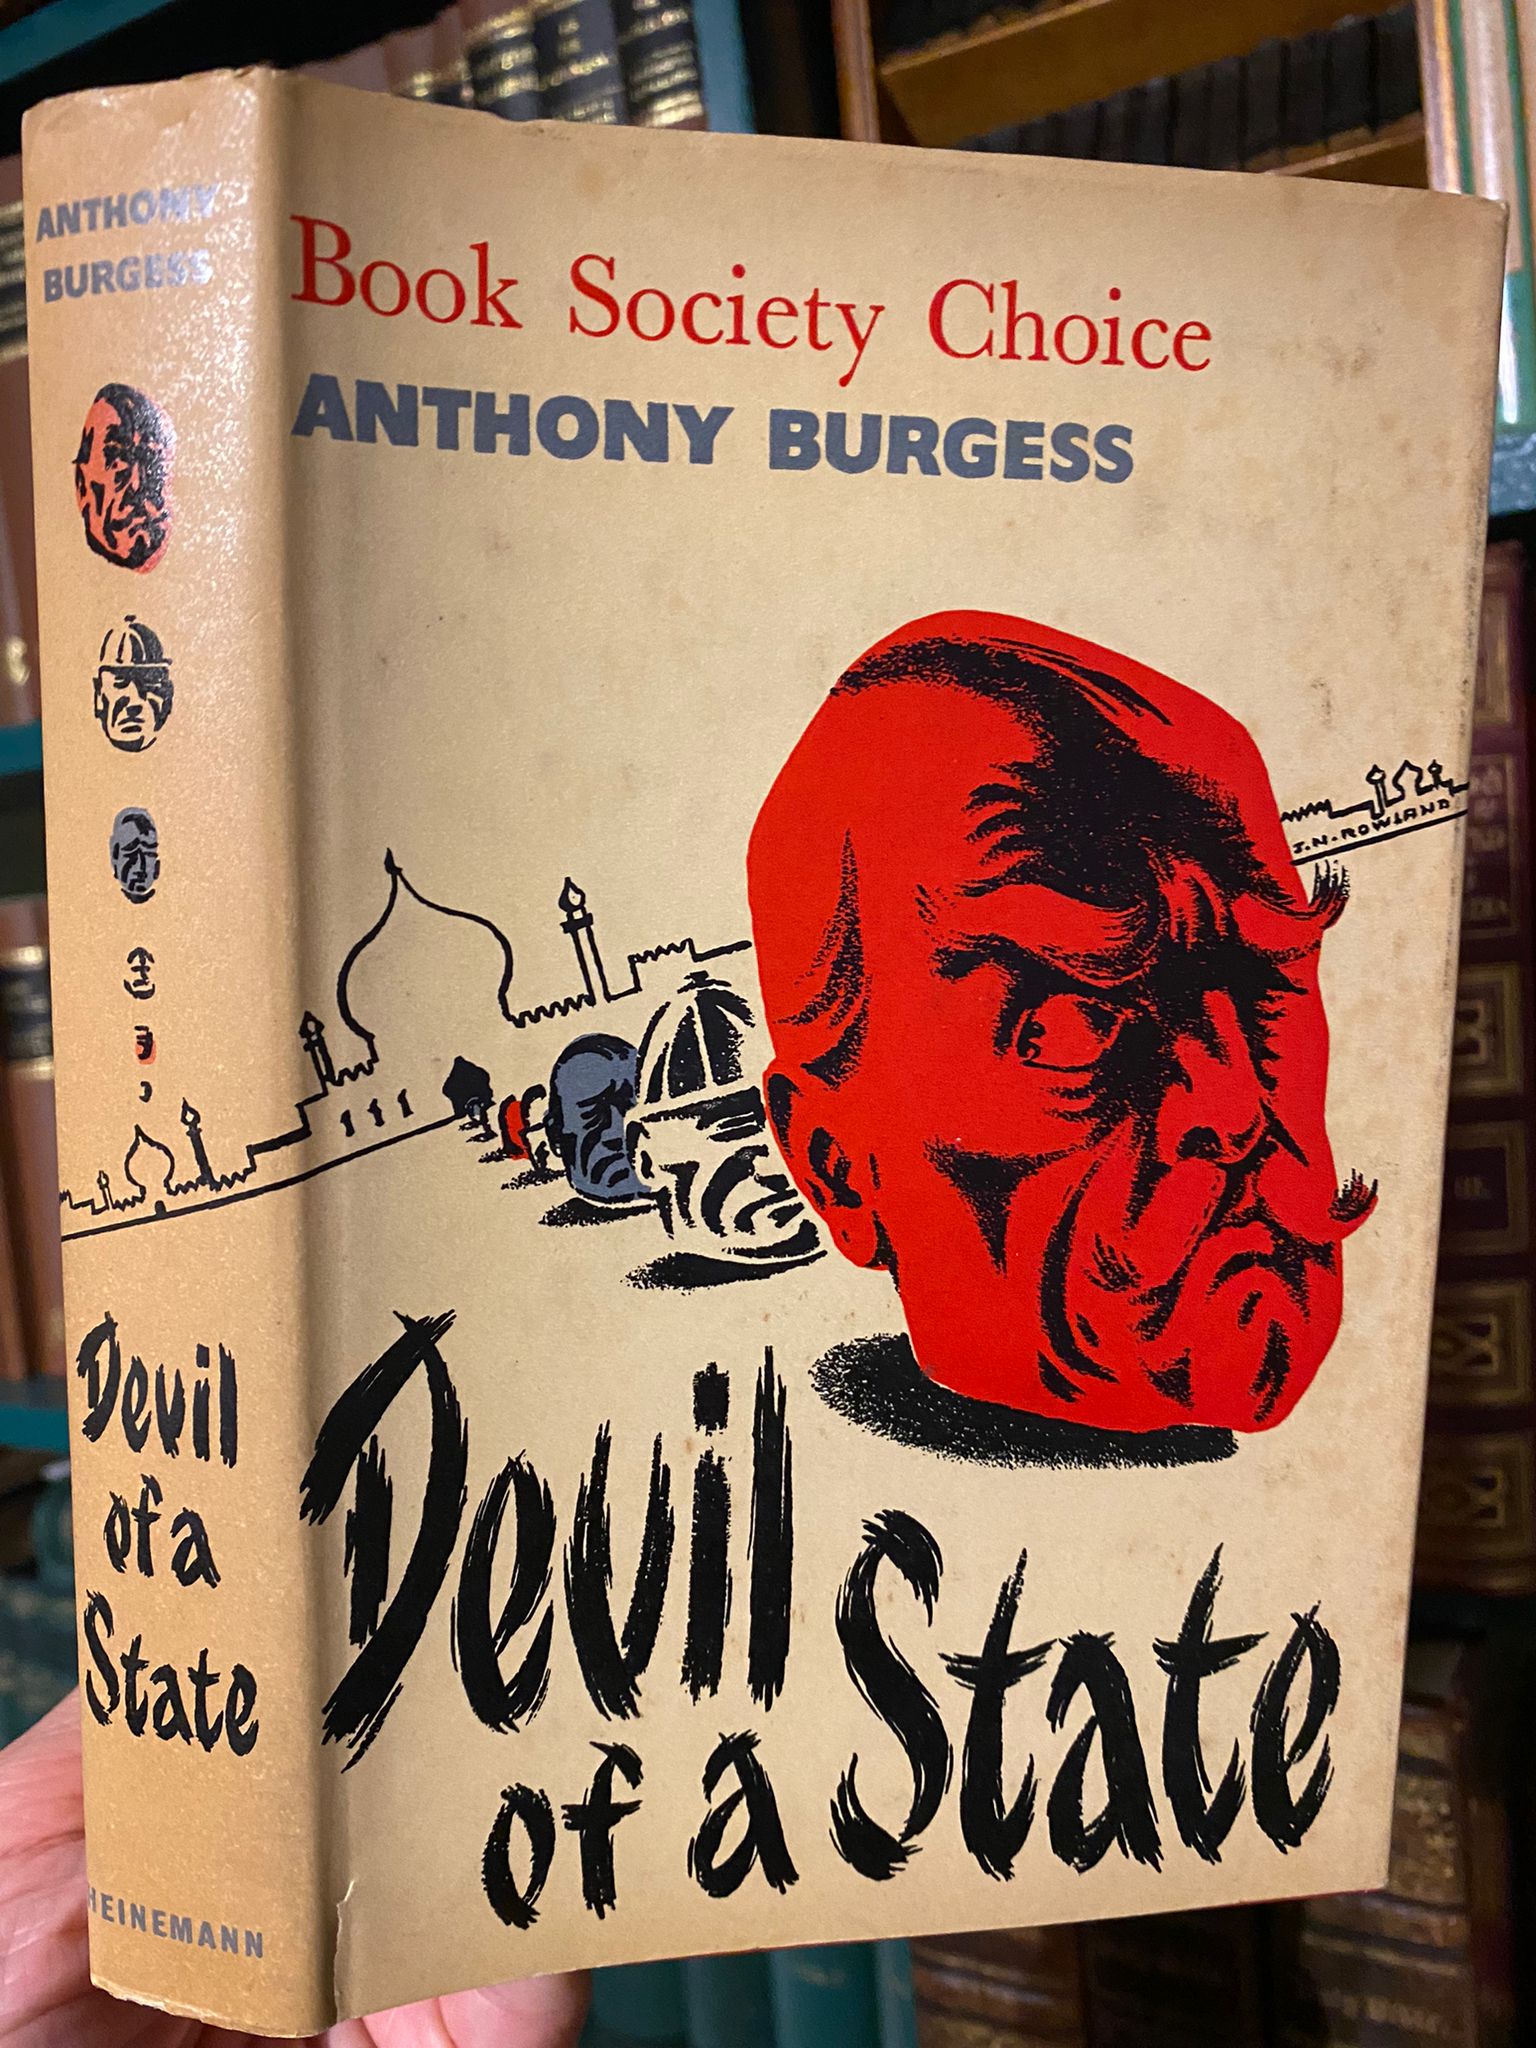 ANTHONY
BURGESS
Devil
of a
State
HEINEMANN
Book Society Choice
ANTHONY BURGESS
J.N. ROWLAND
Devil
of a State